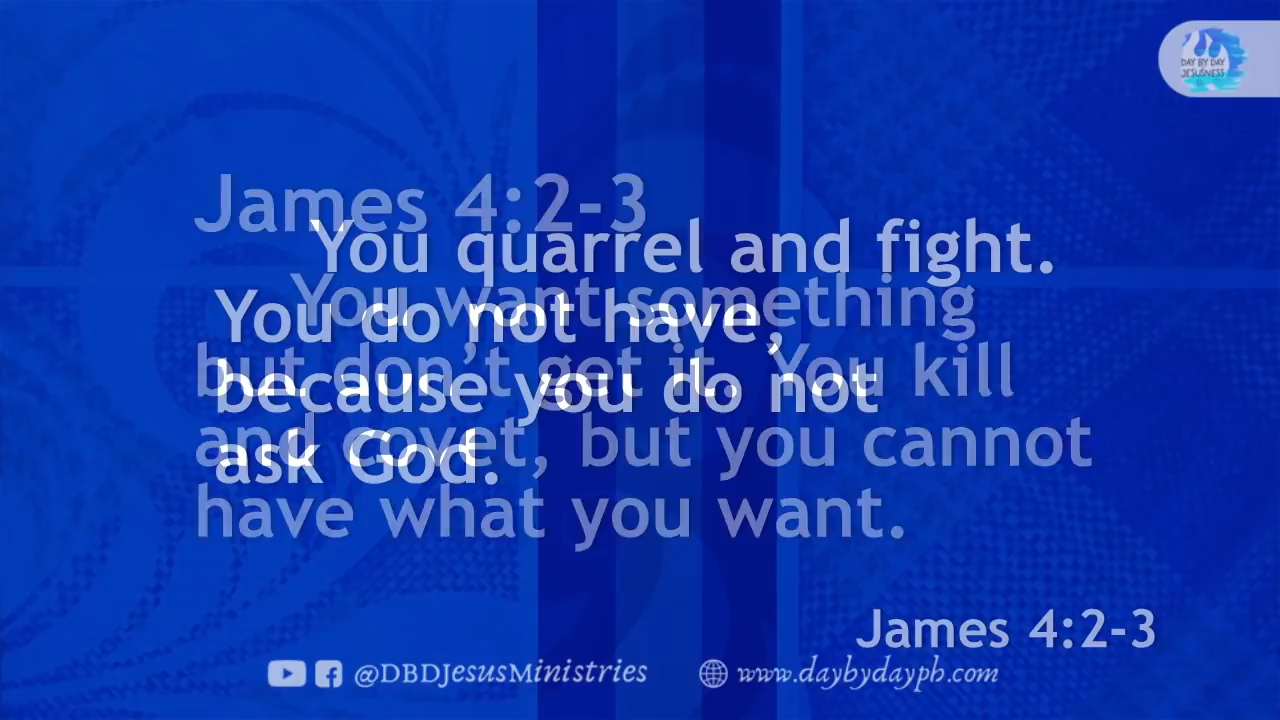 DAY BY DAY
JESUSNESS
James 4:2-3
You want something
but don't get it. You kill
and covet, but you cannot
have what you want.
You quarrel and fight.
You do not have,
because you do not
ask God.
James 4:2-3
@DBDJesusMinistries
www.daybydayph.com